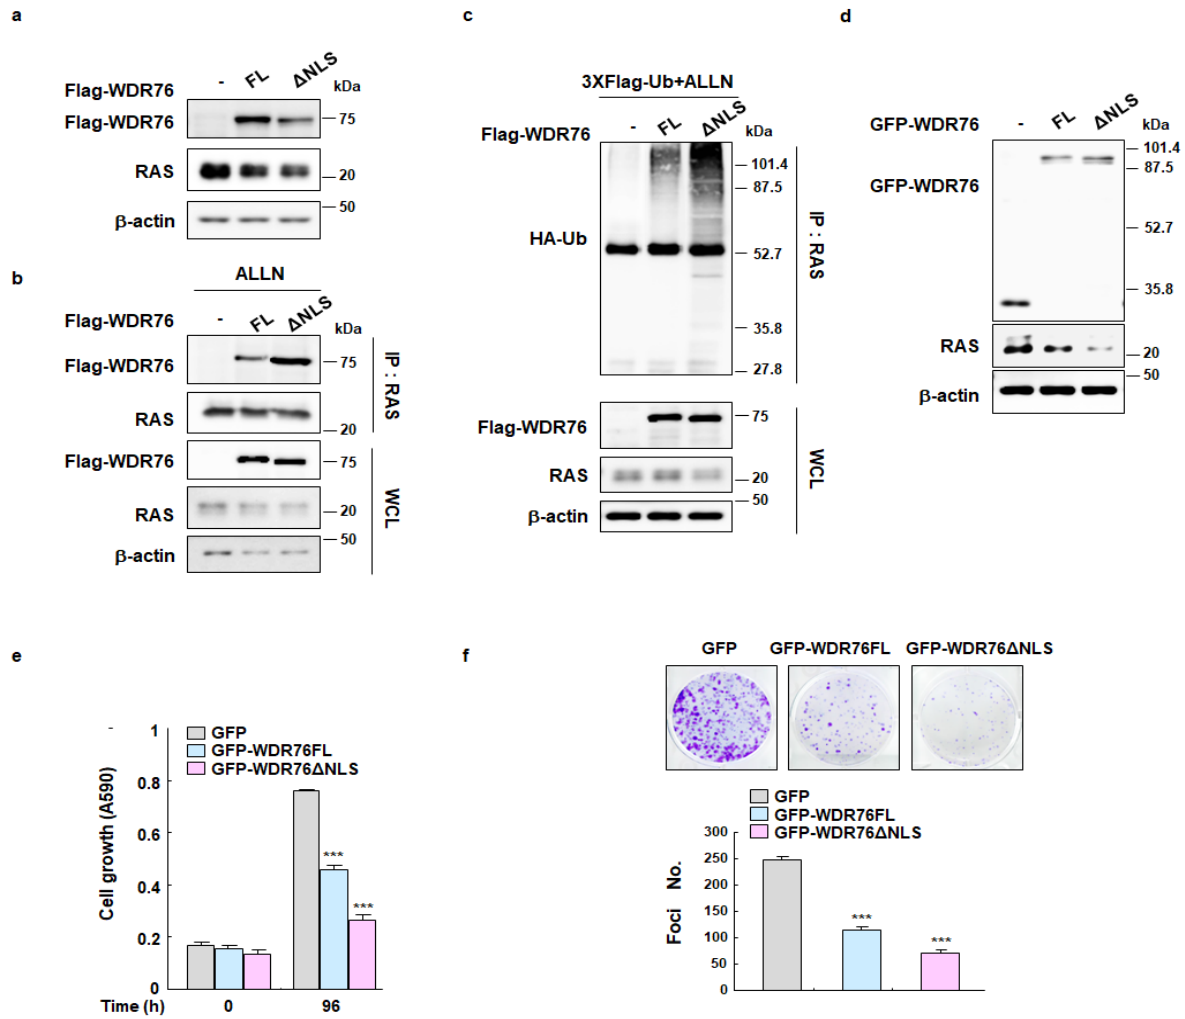 a
- FL ΔNLS
kDa
Flag-WDR76
Flag-WDR76
75
RAS
20
β-actin
50
b
ALLN
Flag-WDR76
- FL ΔNLS
kDa
Flag-WDR76
75
RAS
20
IP : RAS
Flag-WDR76
75
RAS
20
β-actin
50
WCL
c
3XFlag-Ub+ALLN
Flag-WDR76
- FL ΔNLS
kDa
101.4
87.5
HA-Ub
52.7
35.8
27.8
IP : RAS
Flag-WDR76
75
RAS
20
β-actin
50
WCL
d
GFP-WDR76
- FL ΔNLS
kDa
101.4
87.5
GFP-WDR76
52.7
35.8
RAS
20
50
β-actin
e
-
GFP
GFP-WDR76FL
GFP-WDR76ΔNLS
Cell growth (A590)
1
0.8
0.6
0.4
0.2
0
***
***
Time (h) 0 96
f
GFP GFP-WDR76FL GFP-WDR76ΔNLS
GFP
GFP-WDR76FL
GFP-WDR76ΔNLS
Foci No.
300
250
200
150
100
50
0
***
***